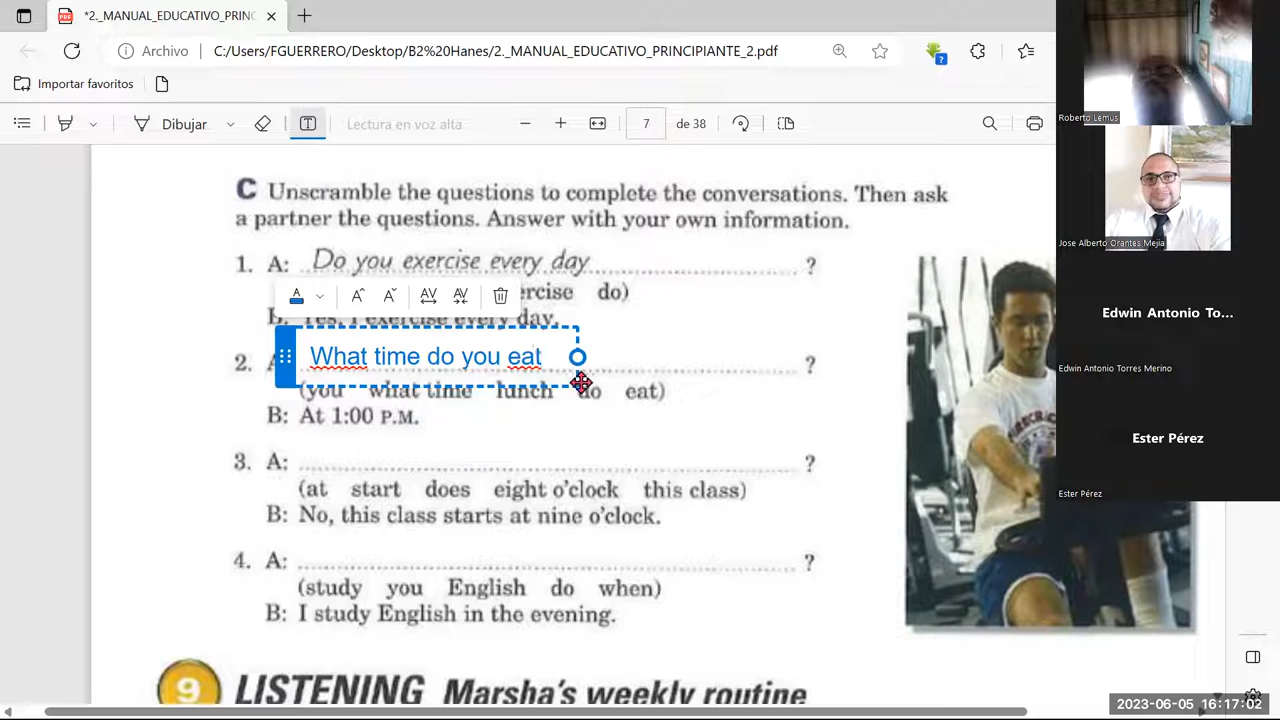 *2._MANUAL_EDUCATIVO_PRINC
Archivo C:/Users/FGUERRERO/Desktop/B2%20Hanes/2._MANUAL_EDUCATIVO_PRINCIPIANTE_2.pdf
Importar favoritos
Dibujar Lectura en voz alta 7 de 38
C Unscramble the questions to complete the conversations. Then ask
a partner the questions. Answer with your own information.
1. A: Do you exercise every day ?
rcise do)
B: Yes, I exercise every day.
What time do you eat
2. A ?
(you what time lunch do eat)
B: At 1:00 P.M.
3. A: ?
(at start does eight o'clock this class)
B: No, this class starts at nine o'clock.
4. A: ?
(study you English do when)
B: I study English in the evening.
9 LISTENING Marsha's weekly routine
Roberto Lemus
Jose Alberto Orantes Mejia
Edwin Antonio To...
Edwin Antonio Torres Merino
Ester Pérez
Ester Pérez
2023-06-05 16:17:02